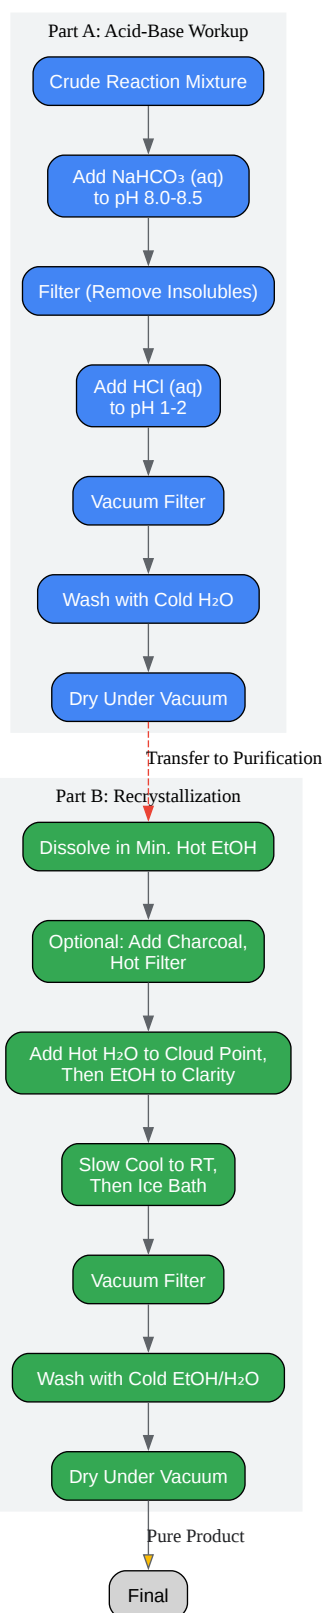 Part A: Acid-Base Workup
Crude Reaction Mixture
Add NaHCO₃ (aq)
to pH 8.0-8.5
Filter (Remove Insolubles)
Add HCl (aq)
to pH 1-2
Vacuum Filter
Wash with Cold H₂O
Dry Under Vacuum
Transfer to Purification
Part B: Recrystallization
Dissolve in Min. Hot EtOH
Optional: Add Charcoal,
Hot Filter
Add Hot H₂O to Cloud Point,
Then EtOH to Clarity
Slow Cool to RT,
Then Ice Bath
Vacuum Filter
Wash with Cold EtOH/H₂O
Dry Under Vacuum
Pure Product
Final